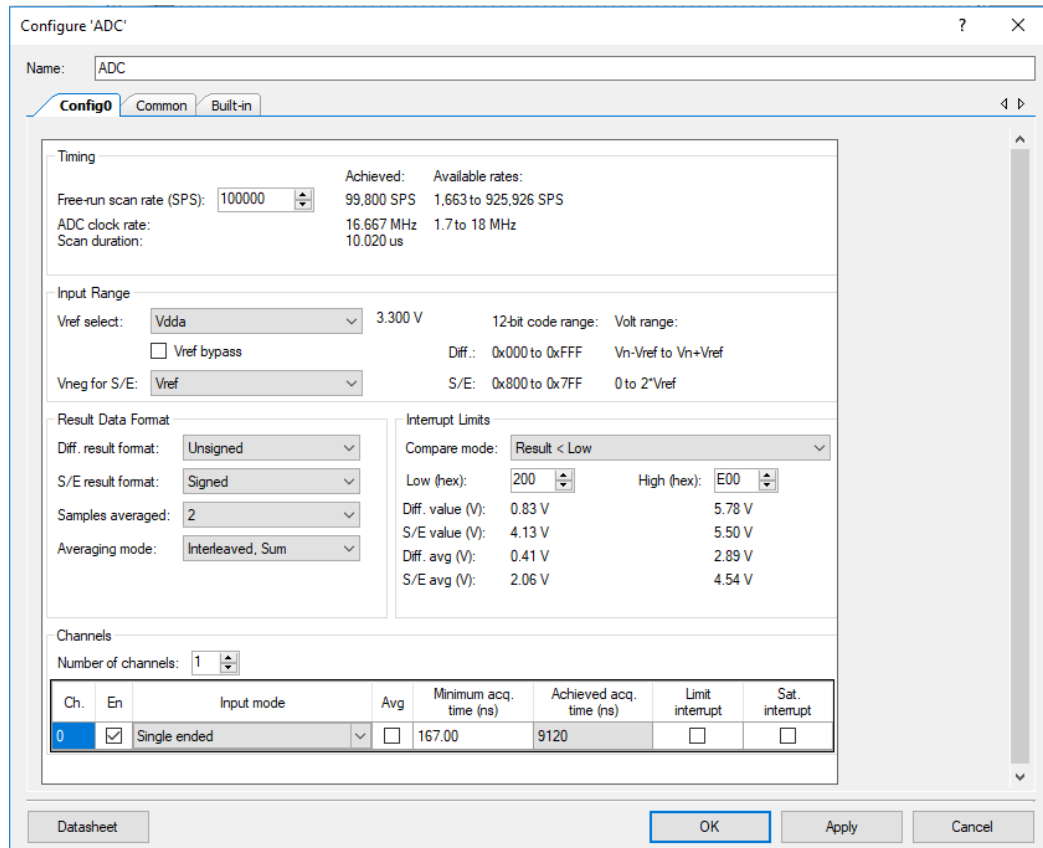 Configure 'ADC'
?
Name: ADC
Config0 Common Built-in
Timing
Achieved: Available rates:
Free-run scan rate (SPS): 100000 99,800 SPS 1,663 to 925,926 SPS
ADC clock rate: 16.667 MHz 1.7 to 18 MHz
Scan duration: 10.020 us
Input Range
Vref select: Vdda 3.300 V 12-bit code range: Volt range:
Vref bypass Diff.: 0x000 to 0xFFF Vn-Vref to Vn+Vref
Vneg for S/E: Vref S/E: 0x800 to 0x7FF 0 to 2*Vref
Result Data Format
Diff. result format: Unsigned
S/E result format: Signed
Samples averaged: 2
Averaging mode: Interleaved, Sum
Interrupt Limits
Compare mode: Result < Low
Low (hex): 200 High (hex): E00
Diff. value (V): 0.83 V 5.78 V
S/E value (V): 4.13 V 5.50 V
Diff. avg (V): 0.41 V 2.89 V
S/E avg (V): 2.06 V 4.54 V
Channels
Number of channels: 1
Ch. En Input mode Avg Minimum acq. time (ns) Achieved acq. time (ns) Limit interrupt Sat. interrupt
0 Single ended 167.00 9120
Datasheet OK Apply Cancel